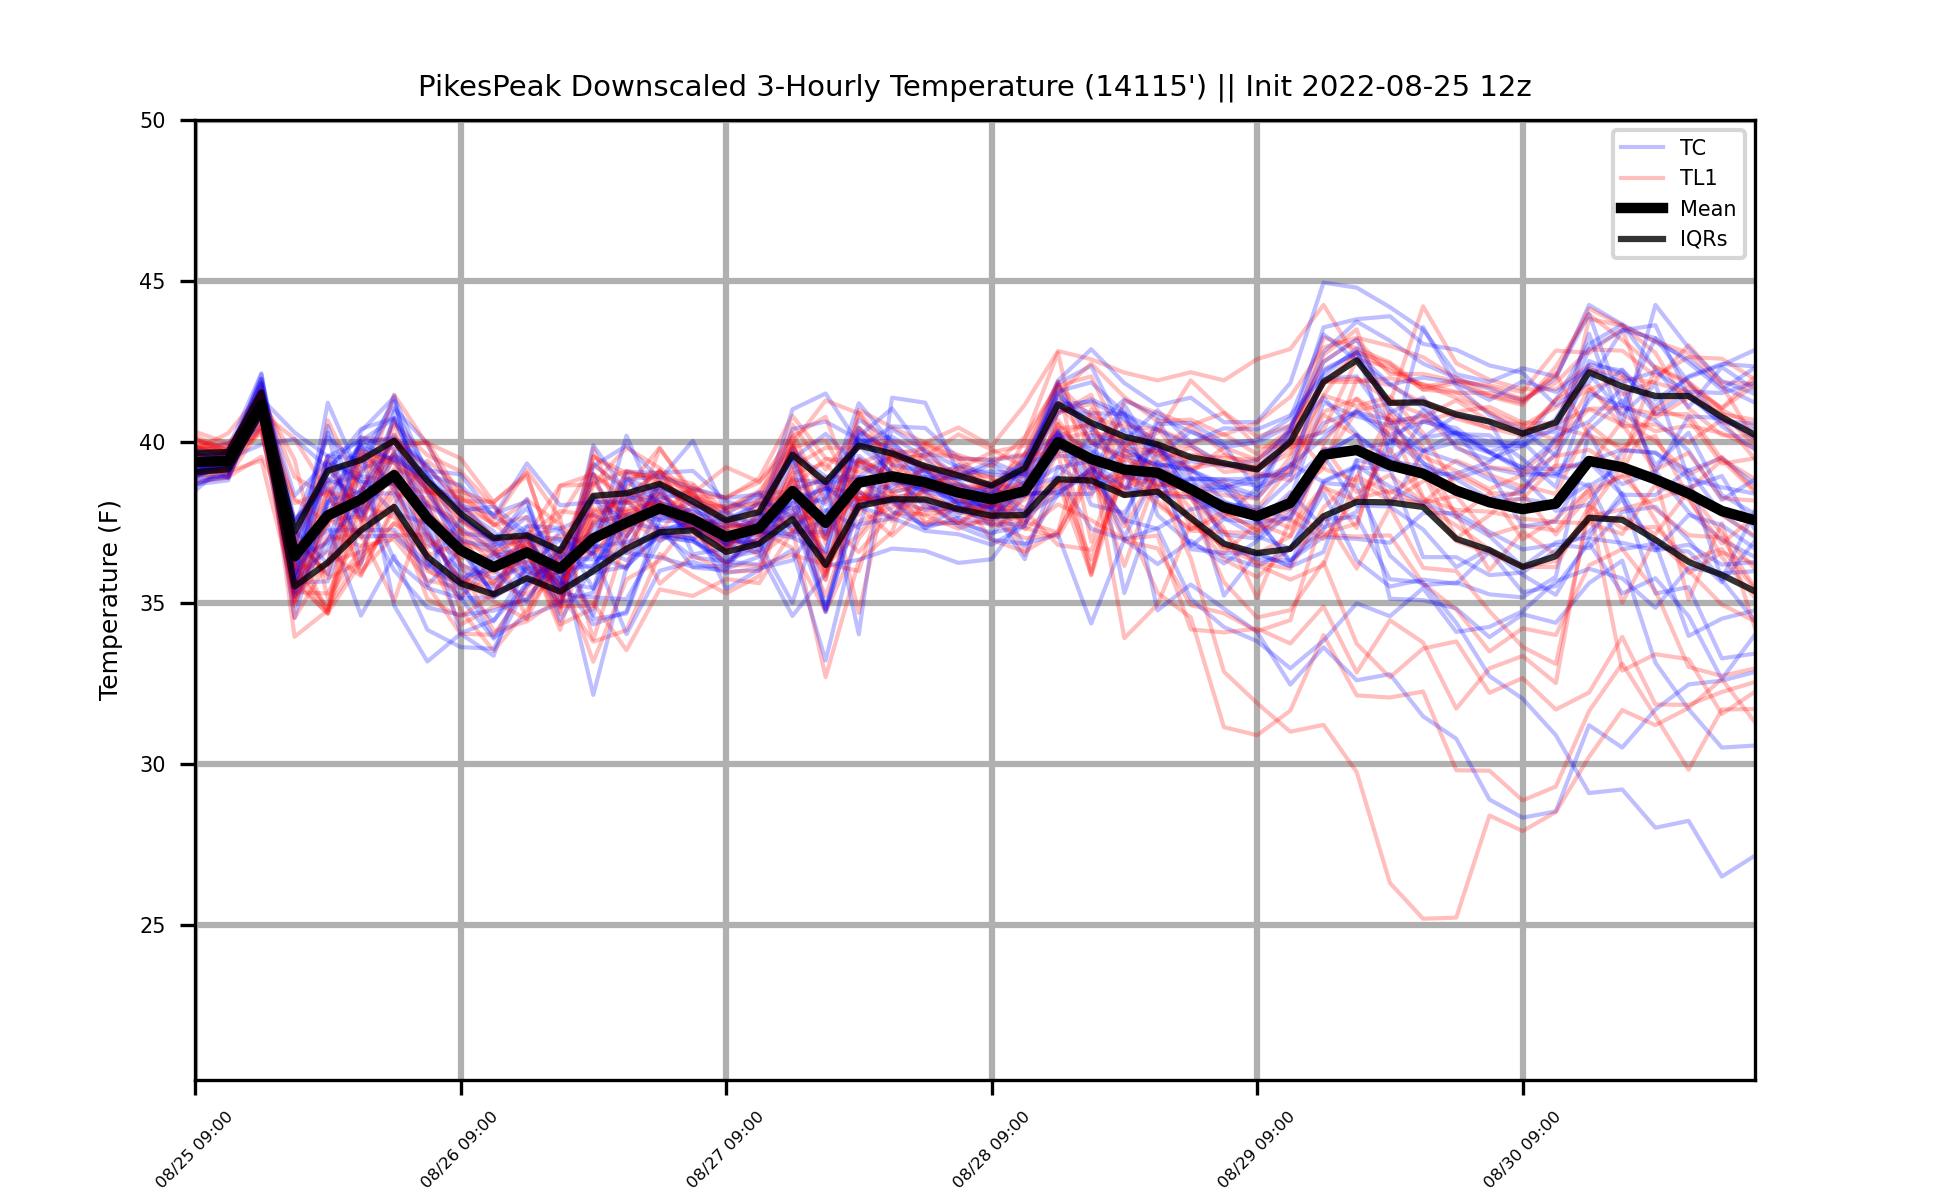 PikesPeak Downscaled 3-Hourly Temperature (14115') || Init 2022-08-25 12z
TC
TL1
Mean
IQRs
Temperature (F)
50
45
40
35
30
25
08/25 09:00
08/26 09:00
08/27 09:00
08/28 09:00
08/29 09:00
08/30 09:00